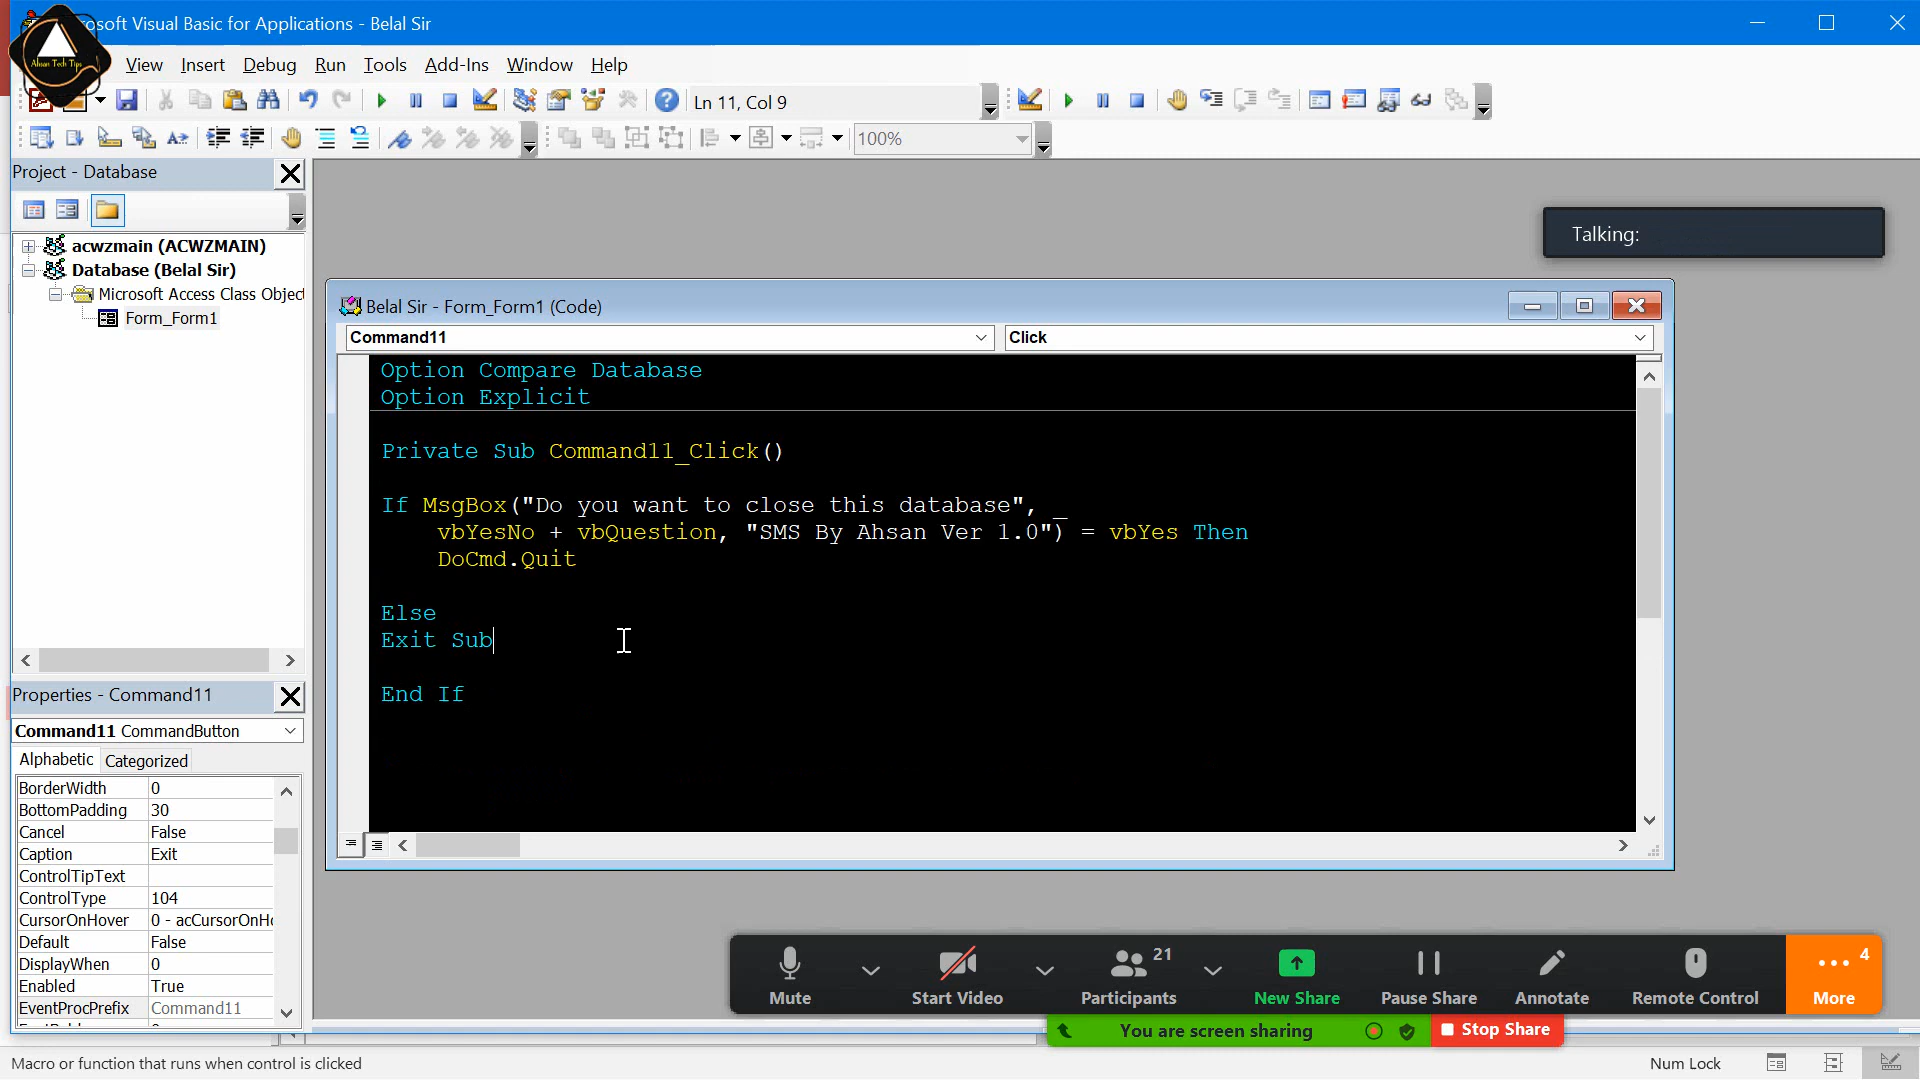 osoft Visual Basic for Applications - Belal Sir
Ahsan Tech Tips
View Insert Debug Run Tools Add-Ins Window Help
Ln 11, Col 9
100%
Project - Database
acwzmain (ACWZMAIN)
Database (Belal Sir)
Microsoft Access Class Object
Form_Form1
Talking:
Belal Sir - Form_Form1 (Code)
Command11
Click
Option Compare Database
Option Explicit
Private Sub Command11_Click()
If MsgBox("Do you want to close this database", _
vbYesNo + vbQuestion, "SMS By Ahsan Ver 1.0") = vbYes Then
DoCmd.Quit
Else
Exit Sub
End If
Properties - Command11
Command11 CommandButton
Alphabetic Categorized
BorderWidth 0
BottomPadding 30
Cancel False
Caption Exit
ControlTipText
ControlType 104
CursorOnHover 0 - acCursorOnHo
Default False
DisplayWhen 0
Enabled True
EventProcPrefix Command11
Mute
Start Video
21
Participants
New Share
Pause Share
Annotate
Remote Control
4
More
You are screen sharing
Stop Share
Macro or function that runs when control is clicked
Num Lock